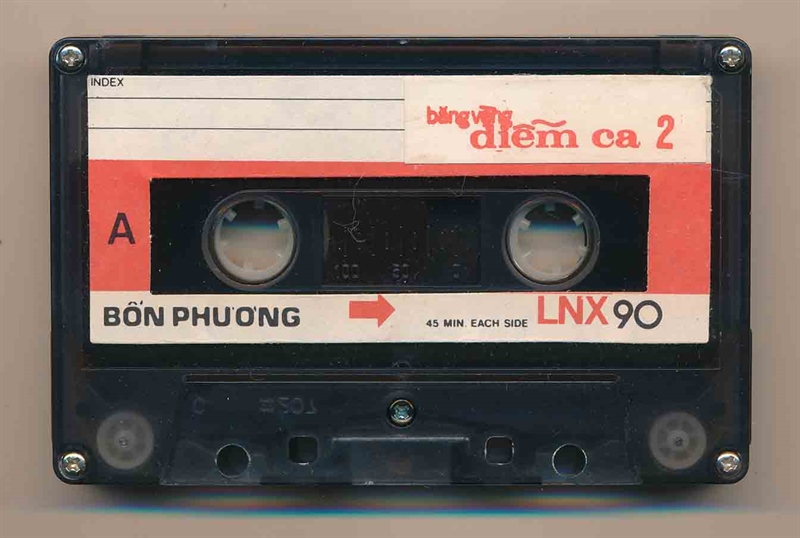 INDEX
băng vàng
diễm ca 2
A
100 50 0
BỐN PHƯƠNG
45 MIN. EACH SIDE LNX 90